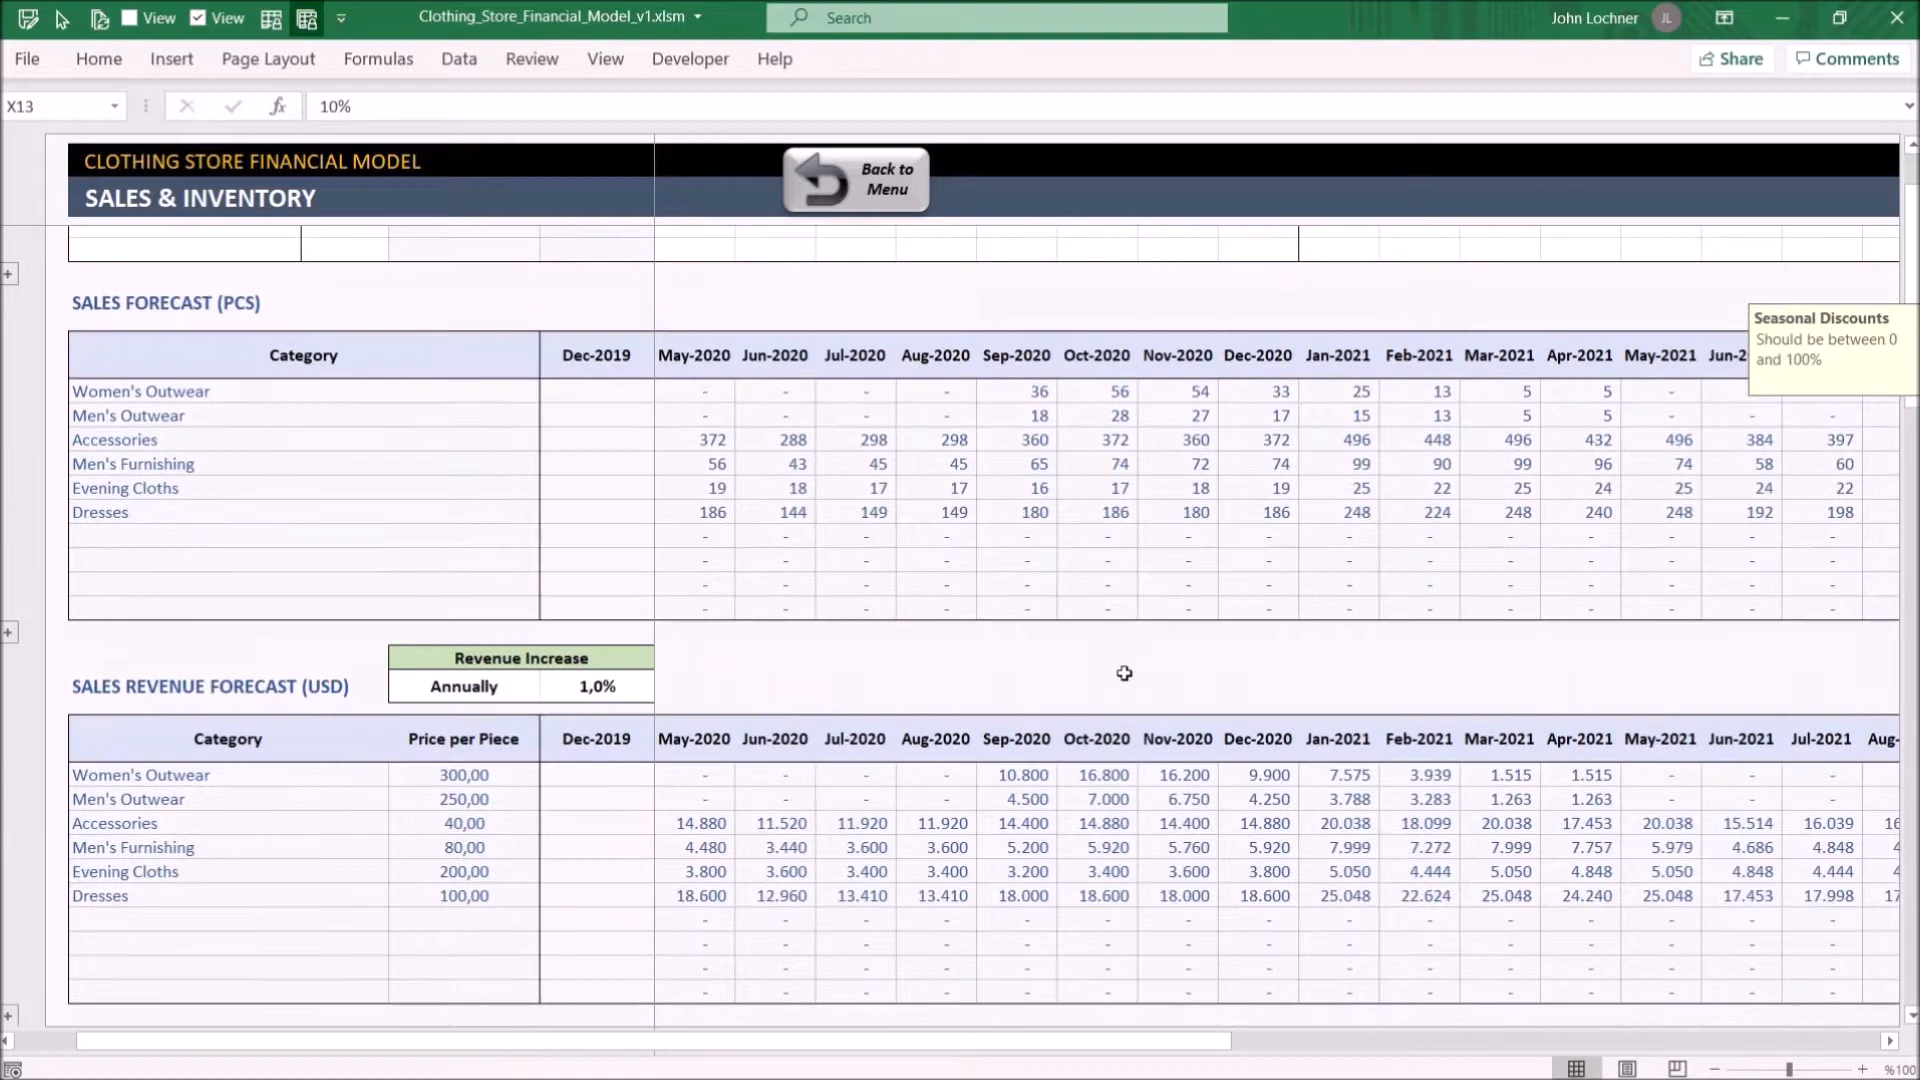 View View Clothing_Store_Financial_Model_v1.xlsm Search John Lochner JL
File Home Insert Page Layout Formulas Data Review View Developer Help Share Comments
X13 fx 10%
CLOTHING STORE FINANCIAL MODEL
SALES & INVENTORY
Back to
Menu
SALES FORECAST (PCS)
Seasonal Discounts
Should be between 0
and 100%
Category Dec-2019 May-2020 Jun-2020 Jul-2020 Aug-2020 Sep-2020 Oct-2020 Nov-2020 Dec-2020 Jan-2021 Feb-2021 Mar-2021 Apr-2021 May-2021 Jun-2
Women's Outwear - - - - 36 56 54 33 25 13 5 5 -
Men's Outwear - - - - 18 28 27 17 15 13 5 5 - - -
Accessories 372 288 298 298 360 372 360 372 496 448 496 432 496 384 397
Men's Furnishing 56 43 45 45 65 74 72 74 99 90 99 96 74 58 60
Evening Cloths 19 18 17 17 16 17 18 19 25 22 25 24 25 24 22
Dresses 186 144 149 149 180 186 180 186 248 224 248 240 248 192 198
- - - - - - - - - - - - - - -
- - - - - - - - - - - - - - -
- - - - - - - - - - - - - - -
- - - - - - - - - - - - - - -
Revenue Increase
SALES REVENUE FORECAST (USD) Annually 1,0%
Category Price per Piece Dec-2019 May-2020 Jun-2020 Jul-2020 Aug-2020 Sep-2020 Oct-2020 Nov-2020 Dec-2020 Jan-2021 Feb-2021 Mar-2021 Apr-2021 May-2021 Jun-2021 Jul-2021 Aug-
Women's Outwear 300,00 - - - - 10.800 16.800 16.200 9.900 7.575 3.939 1.515 1.515 - - -
Men's Outwear 250,00 - - - - 4.500 7.000 6.750 4.250 3.788 3.283 1.263 1.263 - - -
Accessories 40,00 14.880 11.520 11.920 11.920 14.400 14.880 14.400 14.880 20.038 18.099 20.038 17.453 20.038 15.514 16.039 16
Men's Furnishing 80,00 4.480 3.440 3.600 3.600 5.200 5.920 5.760 5.920 7.999 7.272 7.999 7.757 5.979 4.686 4.848 4
Evening Cloths 200,00 3.800 3.600 3.400 3.400 3.200 3.400 3.600 3.800 5.050 4.444 5.050 4.848 5.050 4.848 4.444 4
Dresses 100,00 18.600 12.960 13.410 13.410 18.000 18.600 18.000 18.600 25.048 22.624 25.048 24.240 25.048 17.453 17.998 17
- - - - - - - - - - - - - - -
- - - - - - - - - - - - - - -
- - - - - - - - - - - - - - -
- - - - - - - - - - - - - - -
%100